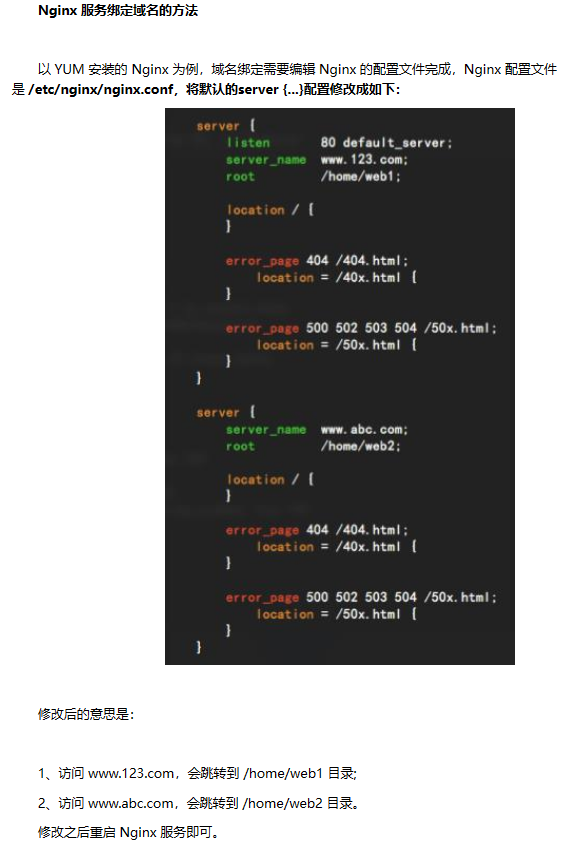 Nginx 服务绑定域名的方法
以 YUM 安装的 Nginx 为例，域名绑定需要编辑 Nginx 的配置文件完成，Nginx 配置文件
是 /etc/nginx/nginx.conf，将默认的server {...}配置修改成如下：
server {
listen 80 default_server;
server_name www.123.com;
root /home/web1;
location / {
}
error_page 404 /404.html;
location = /40x.html {
}
error_page 500 502 503 504 /50x.html;
location = /50x.html {
}
}
server {
server_name www.abc.com;
root /home/web2;
location / {
}
error_page 404 /404.html;
location = /40x.html {
}
error_page 500 502 503 504 /50x.html;
location = /50x.html {
}
}
修改后的意思是：
1、访问 www.123.com，会跳转到 /home/web1 目录;
2、访问 www.abc.com，会跳转到 /home/web2 目录。
修改之后重启 Nginx 服务即可。